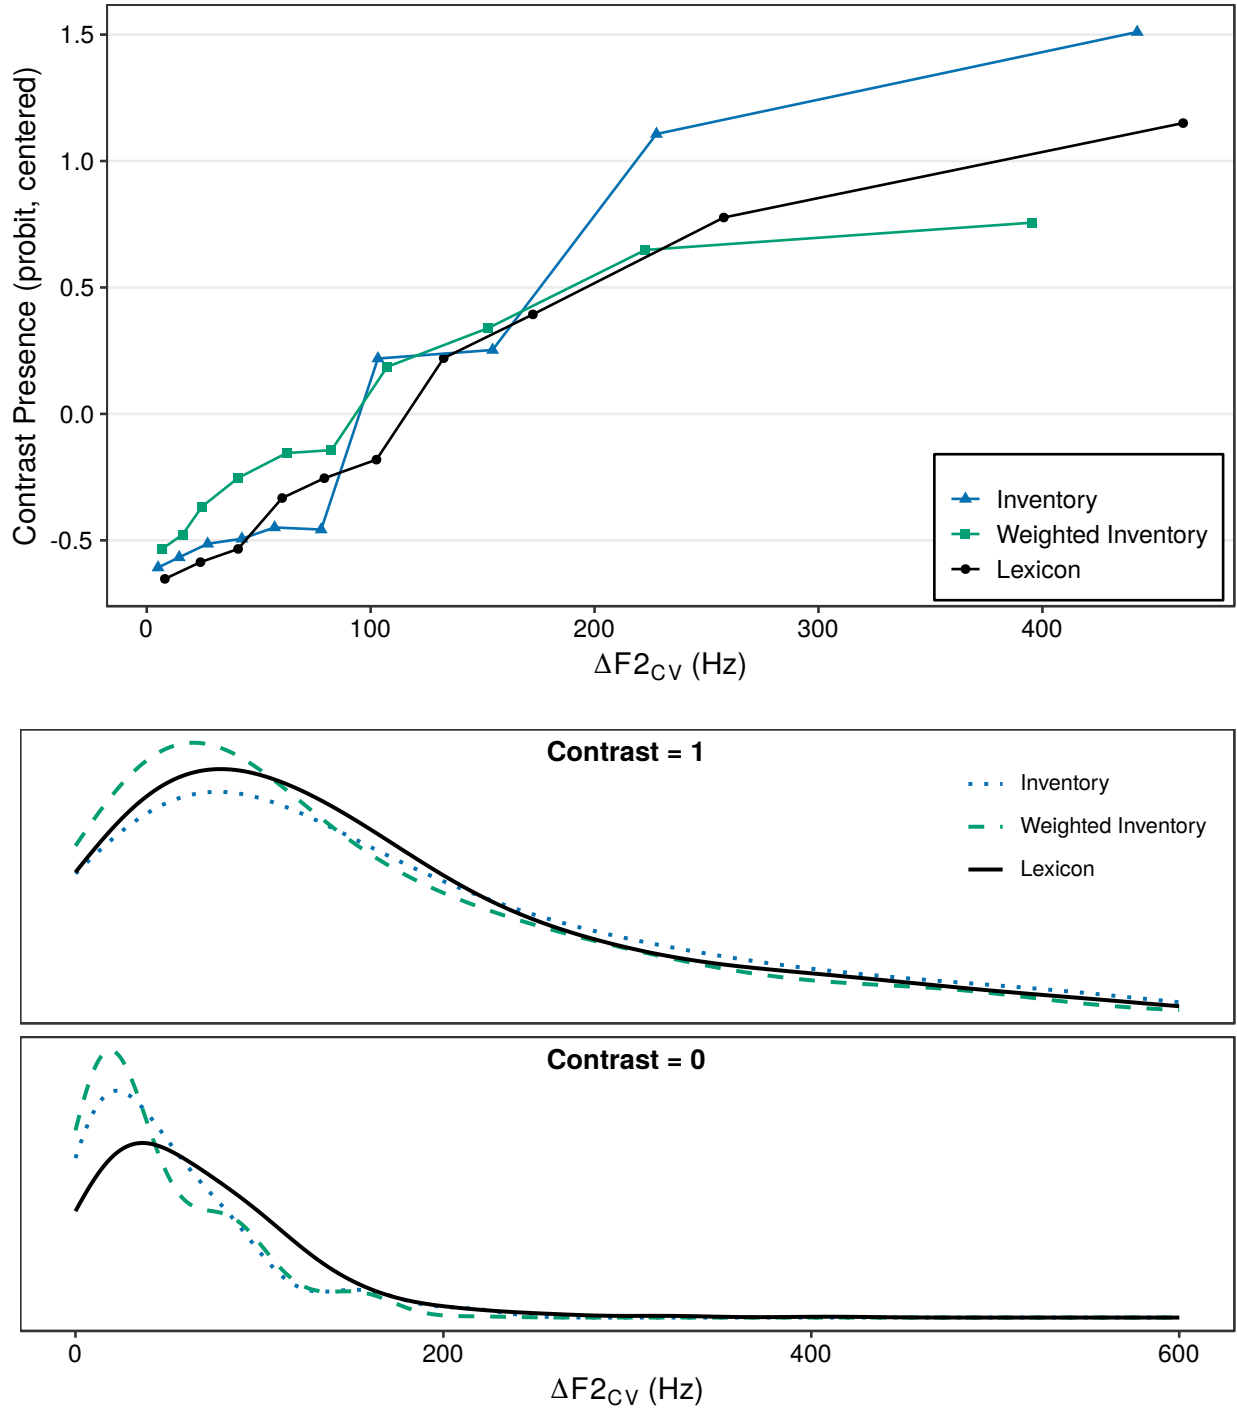 Contrast Presence (probit, centered)
1.5
1.0
0.5
0.0
-0.5
Inventory
Weighted Inventory
Lexicon
0 100 200 300 400
ΔF2CV (Hz)
Contrast = 1
Inventory
Weighted Inventory
Lexicon
Contrast = 0
0 200 400 600
ΔF2CV (Hz)